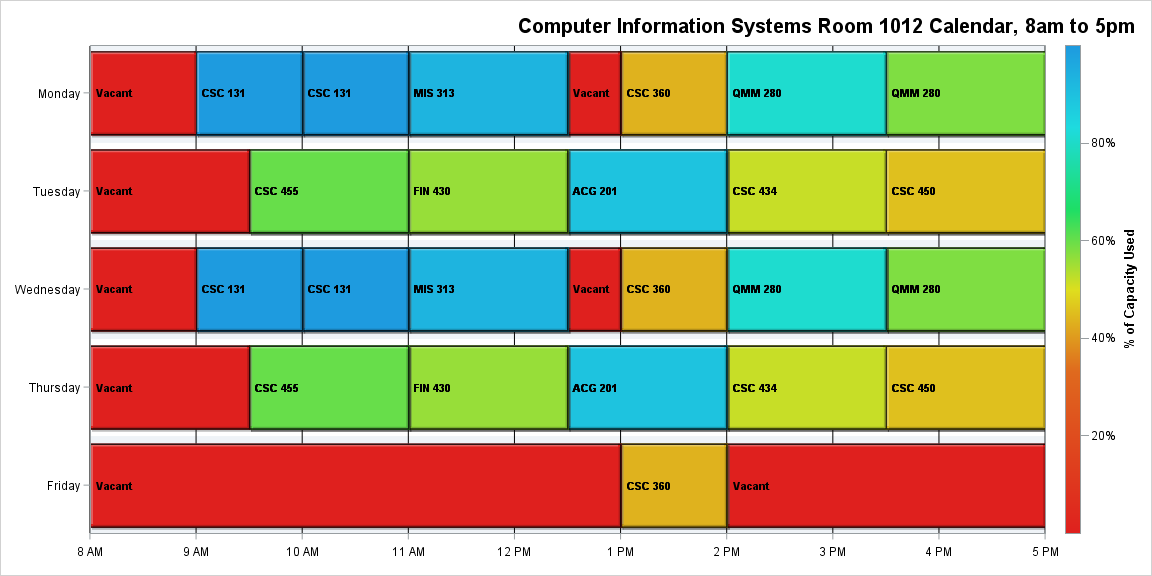 Computer Information Systems Room 1012 Calendar, 8am to 5pm
Monday
Vacant
CSC 131
CSC 131
MIS 313
Vacant
CSC 360
QMM 280
QMM 280
Tuesday
Vacant
CSC 455
FIN 430
ACG 201
CSC 434
CSC 450
Wednesday
Vacant
CSC 131
CSC 131
MIS 313
Vacant
CSC 360
QMM 280
QMM 280
Thursday
Vacant
CSC 455
FIN 430
ACG 201
CSC 434
CSC 450
Friday
Vacant
CSC 360
Vacant
8 AM
9 AM
10 AM
11 AM
12 PM
1 PM
2 PM
3 PM
4 PM
5 PM
80%
60%
40%
20%
% of Capacity Used